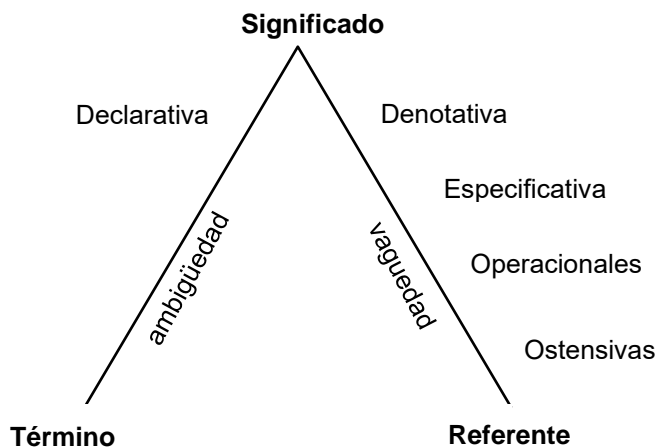 Significado
Declarativa
Denotativa
Especificativa
ambigüedad
vaguedad
Operacionales
Ostensivas
Término
Referente